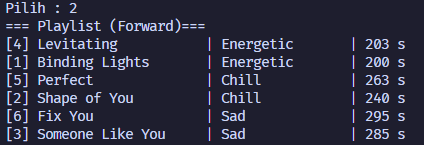 Pilih : 2
=== Playlist (Forward)===
[4] Levitating | Energetic | 203 s
[1] Binding Lights | Energetic | 200 s
[5] Perfect | Chill | 263 s
[2] Shape of You | Chill | 240 s
[6] Fix You | Sad | 295 s
[3] Someone Like You | Sad | 285 s